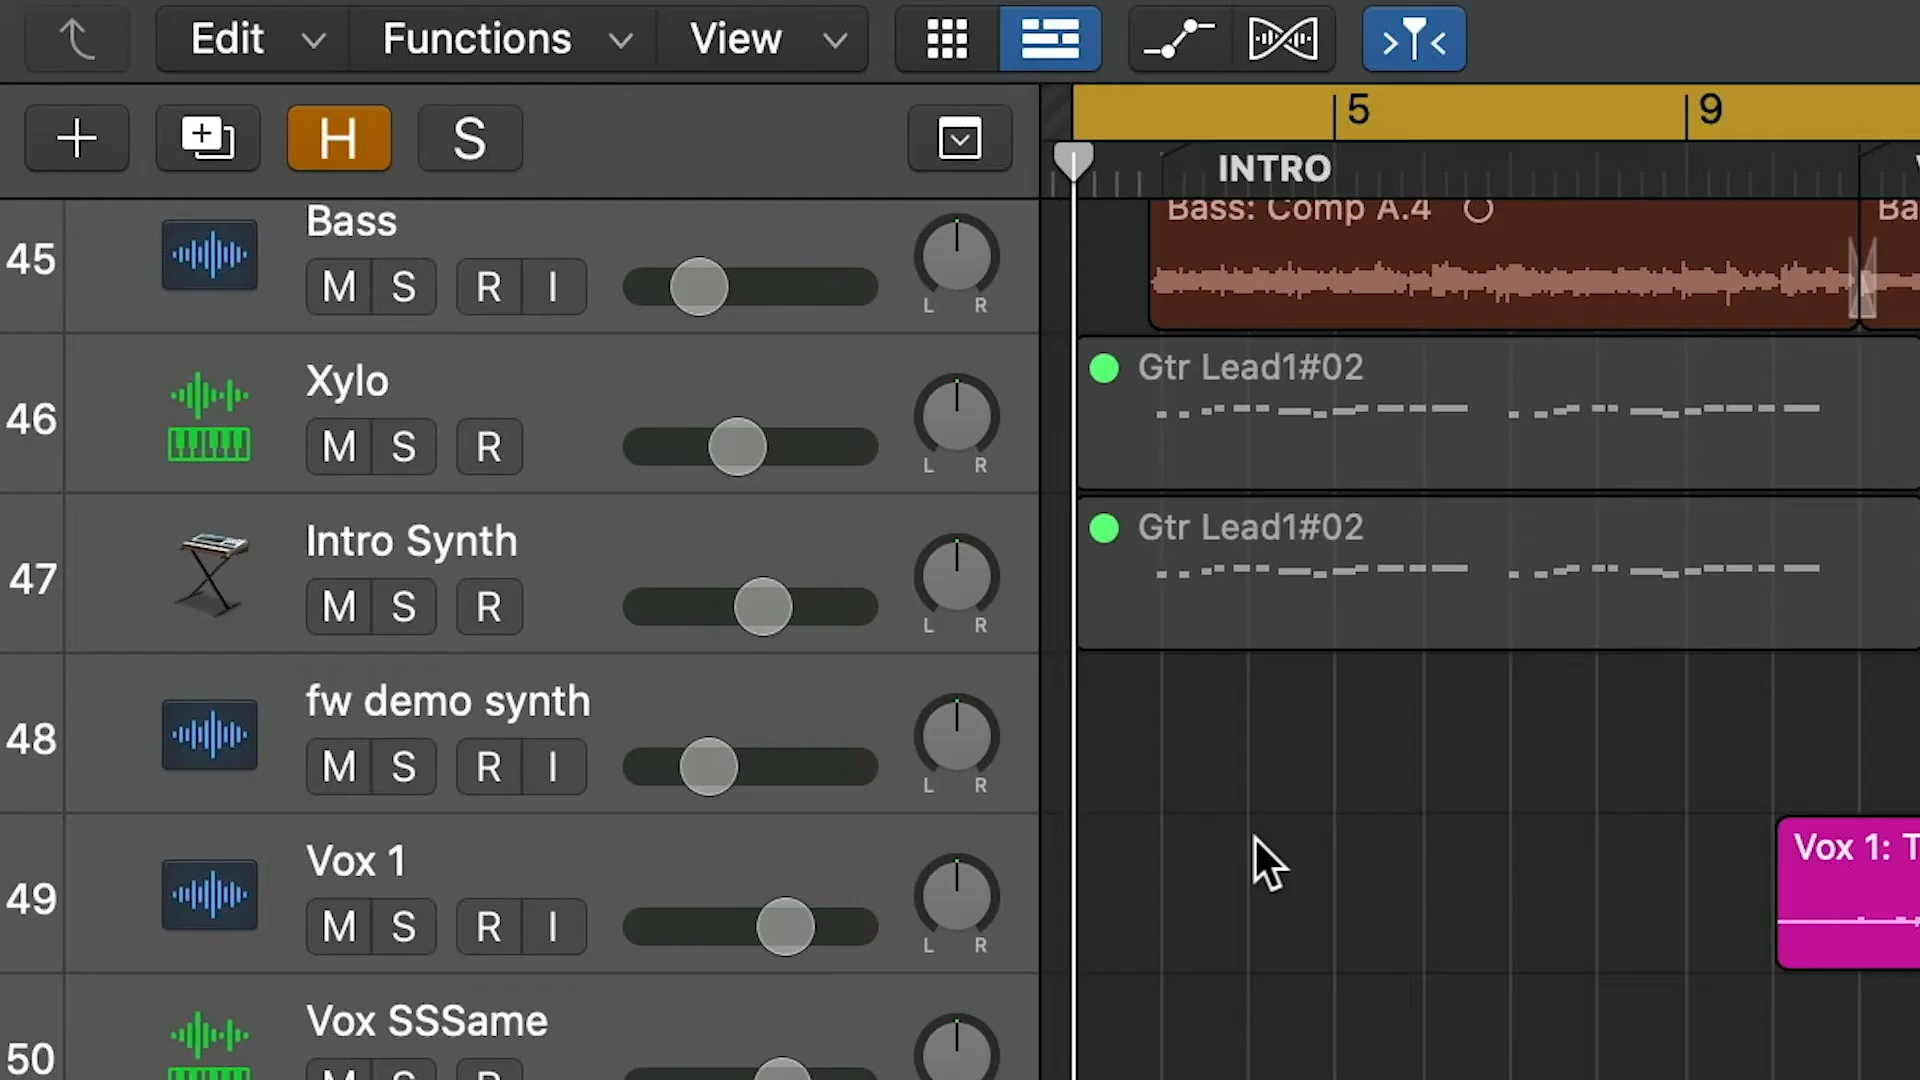 Edit Functions View
H S
5 9
INTRO
45 Bass
M S R I
L R
Bass: Comp A.4
Ba
46 Xylo
M S R
L R
Gtr Lead1#02
47 Intro Synth
M S R
L R
Gtr Lead1#02
48 fw demo synth
M S R I
L R
49 Vox 1
M S R I
L R
Vox 1: T
50 Vox SSSame
M S R